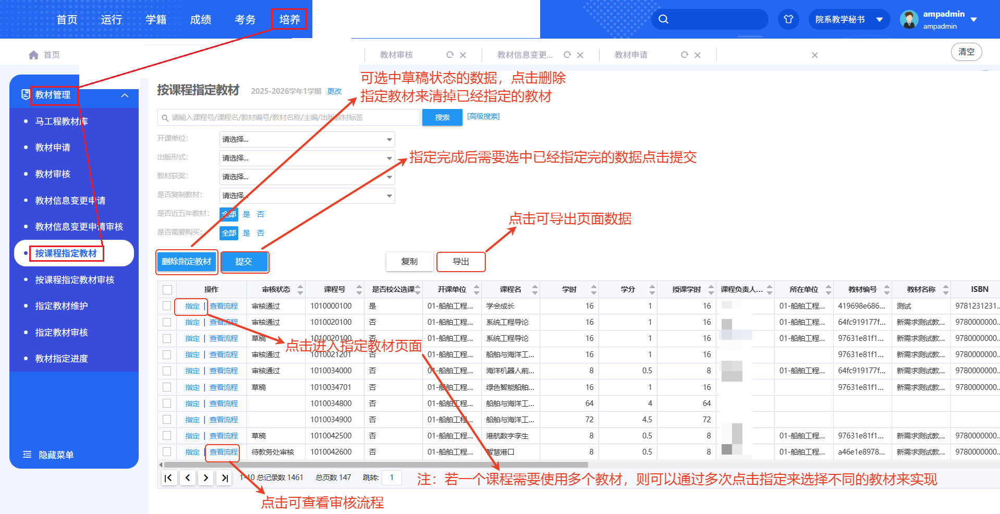 首页 运行 学籍 成绩 考务 培养
院系教学秘书
ampadmin
ampadmin
首页
教材审核
教材信息变更...
教材申请
清空
教材管理
马工程教材库
教材申请
教材审核
教材信息变更申请
教材信息变更申请审核
按课程指定教材
按课程指定教材审核
指定教材维护
指定教材审核
教材指定进度
隐藏菜单
按课程指定教材 2025-2026学年1学期 更改
可选中草稿状态的数据，点击删除
指定教材来清掉已经指定的教材
请输入课程号/课程名/教材编号/教材名称/主编/出版教材标签 搜索 [高级搜索]
开课单位： 请选择...
出版形式： 请选择...
教材获奖： 请选择...
是否复制教材： 请选择...
是否近五年教材： 全部 是 否
是否需要购买： 全部 是 否
指定完成后需要选中已经指定完的数据点击提交
点击可导出页面数据
删除指定教材 提交 复制 导出
操作 审核状态 课程号 是否校公选课 开课单位 课程名 学时 学分 授课学时 课程负责人... 所在单位 教材编号 教材名称 ISBN
指定 | 查看流程 审核通过 1010000100 是 01-船舶工程... 学会成长 16 1 16 01-船舶工程... 419698e686... 测试 9781231231...
指定 | 查看流程 审核通过 1010020100 否 01-船舶工程... 系统工程导论 16 1 16 01-船舶工程... 64fc919177f... 新需求测试教... 9780000000...
指定 | 查看流程 草稿 1010020100 否 01-船舶工程... 系统工程导论 16 1 16 01-船舶工程... 97631e81f1... 新需求测试教... 9780000000...
指定 | 查看流程 审核通过 1010021201 否 01-船舶工程... 船舶与海洋工... 16 1 16 97631e81f1... 新需求测试教... 9780000000...
指定 | 查看流程 审核通过 1010034000 否 01-船舶工程... 海洋机器人前... 8 0.5 8 01-船舶工程... 64fc919177f... 新需求测试教... 9780000000...
指定 | 查看流程 草稿 1010034701 否 01-船舶工程... 绿色智能船舶... 16 1 16 97631e81f1... 新需求测试教... 9780000000...
指定 | 查看流程 1010034800 否 01-船舶工程... 船舶与海洋工... 64 4 64
指定 | 查看流程 1010034900 否 01-船舶工程... 船舶与海洋工... 72 4.5 72
指定 | 查看流程 草稿 1010042500 否 01-船舶工程... 港航数字孪生 8 0.5 8 01-船舶工程... 97631e81f1... 新需求测试教... 9780000000...
指定 | 查看流程 待教务处审核 1010042600 否 01-船舶工程... 智慧港口 8 0.5 8 01-船舶工程... a46e1e8978... 新需求测试教... 9780000000...
点击进入指定教材页面
1-10 总记录数 1461 总页数 147 跳转: 1
注：若一个课程需要使用多个教材，则可以通过多次点击指定来选择不同的教材来实现
点击可查看审核流程